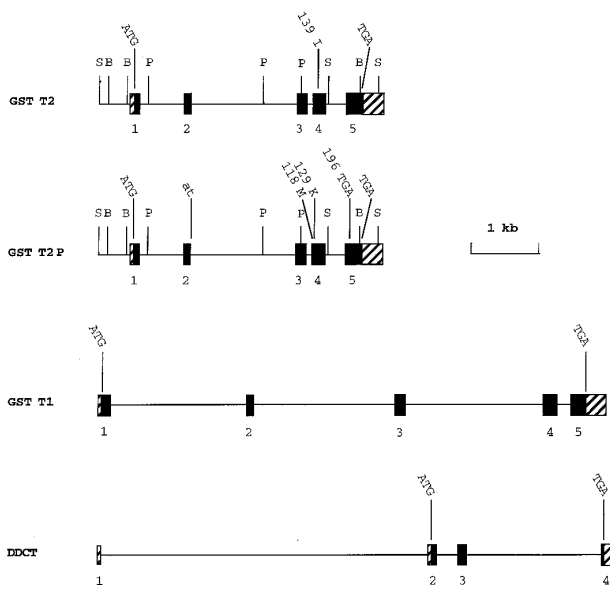 ATG 139 I TGA
S B B P P P S B S
GST T2
1 2 3 4 5
ATG at 118 M 129 K 196 TGA TGA
S B B P P P S B S
GST T2 P
1 2 3 4 5
1 kb
ATG TGA
GST T1
1 2 3 4 5
ATG TGA
DDCT
1 2 3 4